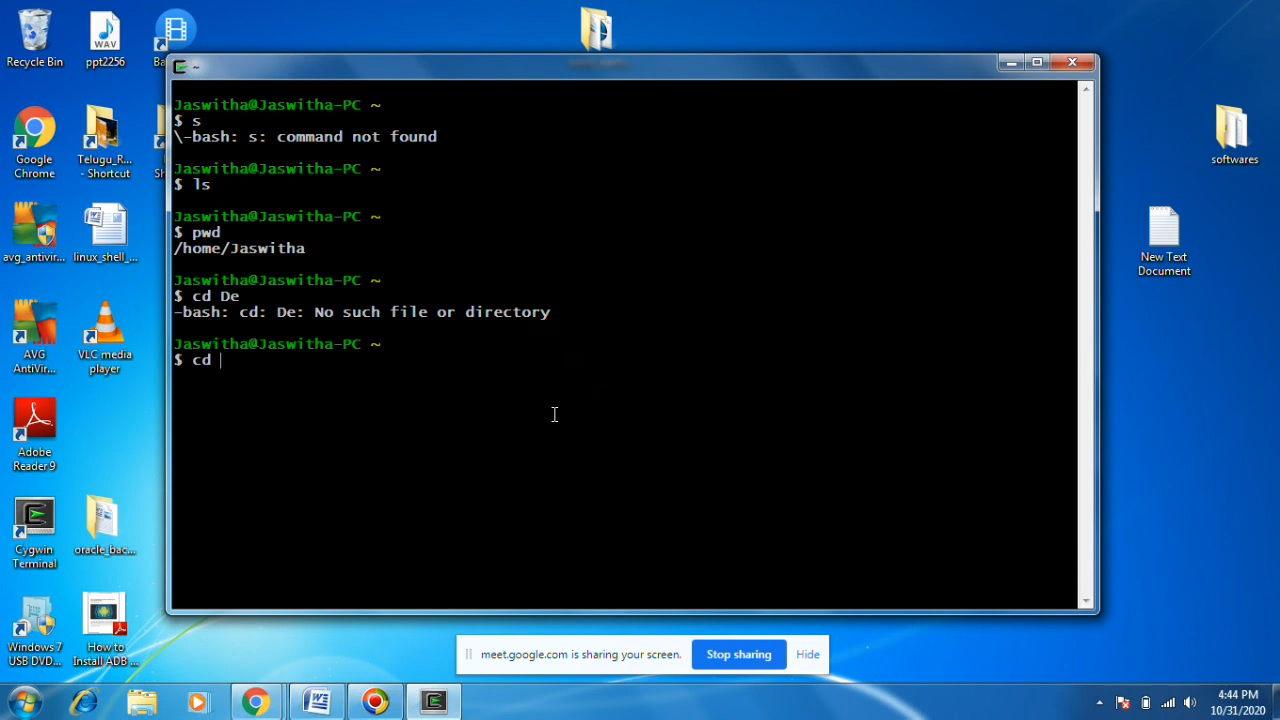 Recycle Bin
ppt2256
WAV
Ba
~
Jaswitha@Jaswitha-PC ~
$ s
\-bash: s: command not found
Jaswitha@Jaswitha-PC ~
$ ls
Jaswitha@Jaswitha-PC ~
$ pwd
/home/Jaswitha
Jaswitha@Jaswitha-PC ~
$ cd De
-bash: cd: De: No such file or directory
Jaswitha@Jaswitha-PC ~
$ cd
Google
Chrome
Telugu_R...
- Shortcut
avg_antivir...
linux_shell_...
AVG
AntiVir...
VLC media
player
Adobe
Reader 9
Cygwin
Terminal
oracle_bac...
Windows 7
USB DVD...
How to
Install ADB ...
softwares
New Text
Document
meet.google.com is sharing your screen.
Stop sharing
Hide
4:44 PM
10/31/2020